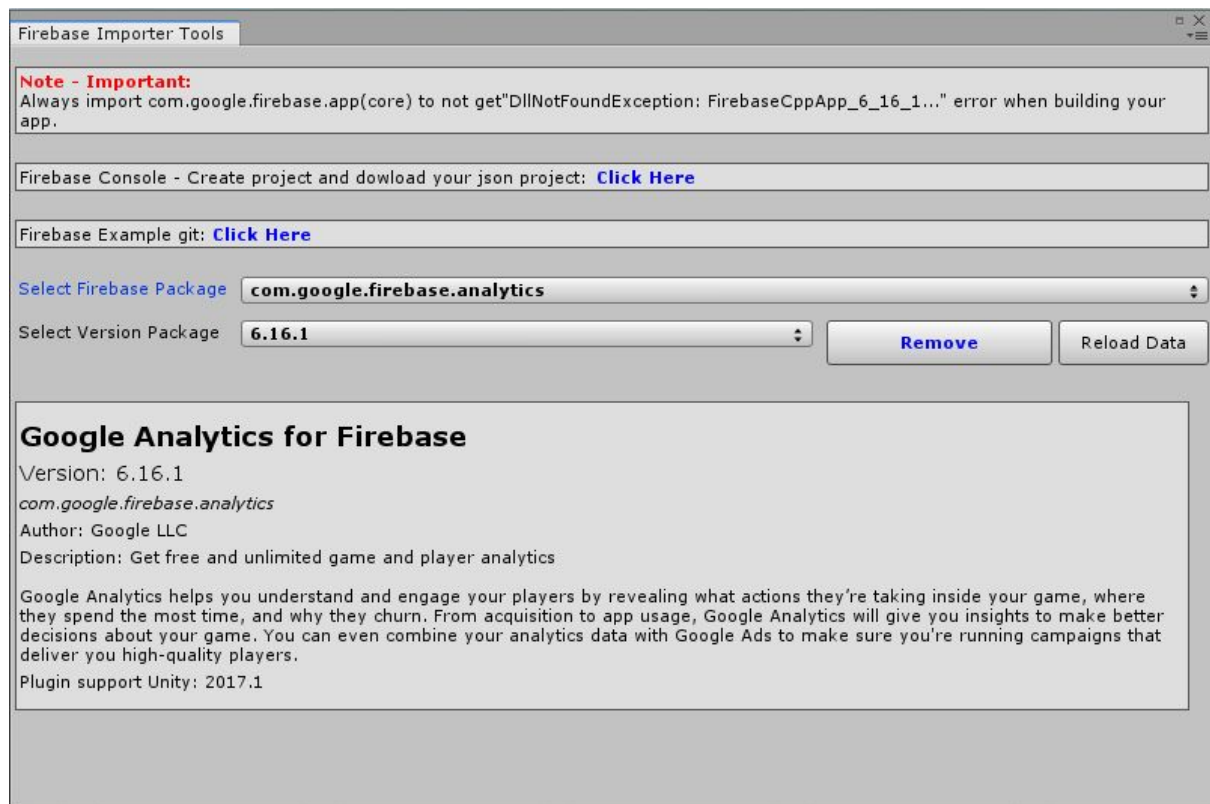 Firebase Importer Tools
Note - Important:
Always import com.google.firebase.app(core) to not get"DllNotFoundException: FirebaseCppApp_6_16_1..." error when building your
app.
Firebase Console - Create project and dowload your json project: Click Here
Firebase Example git: Click Here
Select Firebase Package com.google.firebase.analytics
Select Version Package 6.16.1 Remove Reload Data
Google Analytics for Firebase
Version: 6.16.1
com.google.firebase.analytics
Author: Google LLC
Description: Get free and unlimited game and player analytics
Google Analytics helps you understand and engage your players by revealing what actions they're taking inside your game, where
they spend the most time, and why they churn. From acquisition to app usage, Google Analytics will give you insights to make better
decisions about your game. You can even combine your analytics data with Google Ads to make sure you're running campaigns that
deliver you high-quality players.
Plugin support Unity: 2017.1